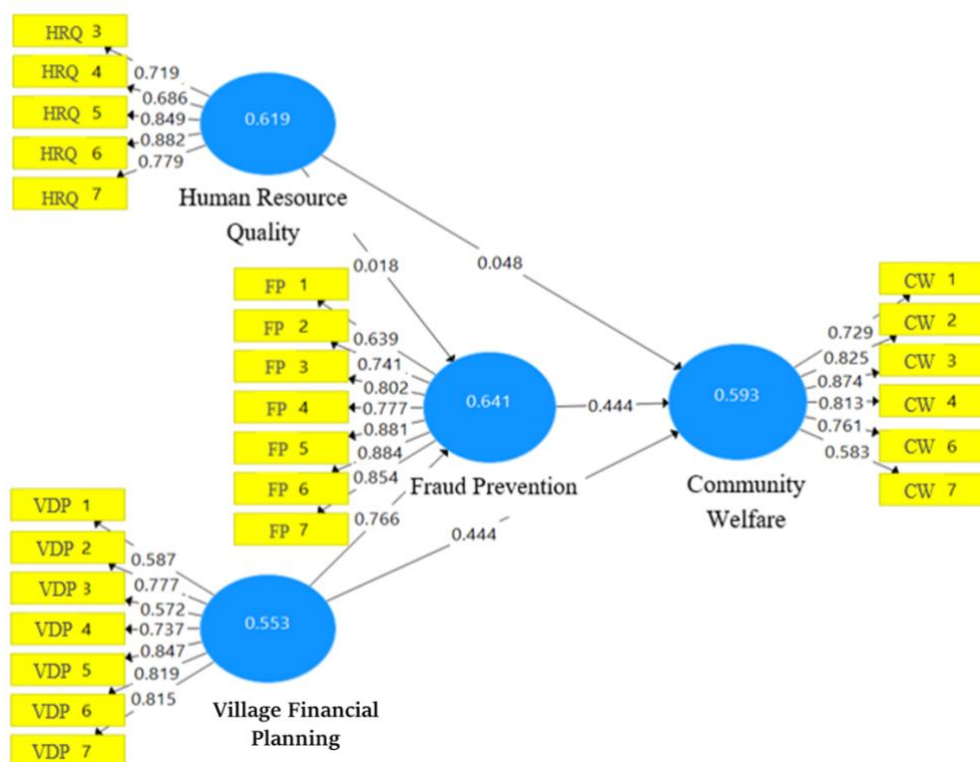 HRQ 3
HRQ 4
HRQ 5
HRQ 6
HRQ 7
0.719
0.686
0.849
0.882
0.779
0.619
Human Resource
Quality
0.018
0.048
FP 1
FP 2
FP 3
FP 4
FP 5
FP 6
FP 7
0.639
0.741
0.802
0.777
0.881
0.884
0.854
0.641
Fraud Prevention
0.444
0.766
0.444
0.593
Community
Welfare
0.729
0.825
0.874
0.813
0.761
0.583
CW 1
CW 2
CW 3
CW 4
CW 6
CW 7
VDP 1
VDP 2
VDP 3
VDP 4
VDP 5
VDP 6
VDP 7
0.587
0.777
0.572
0.737
0.847
0.819
0.815
0.553
Village Financial
Planning